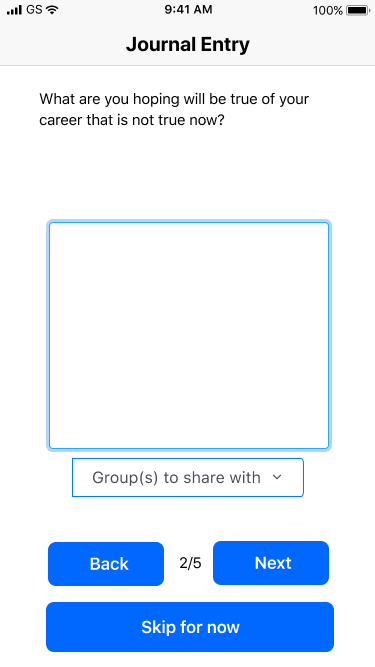 GS 9:41 AM 100%
Journal Entry
What are you hoping will be true of your
career that is not true now?
Group(s) to share with
Back 2/5 Next
Skip for now